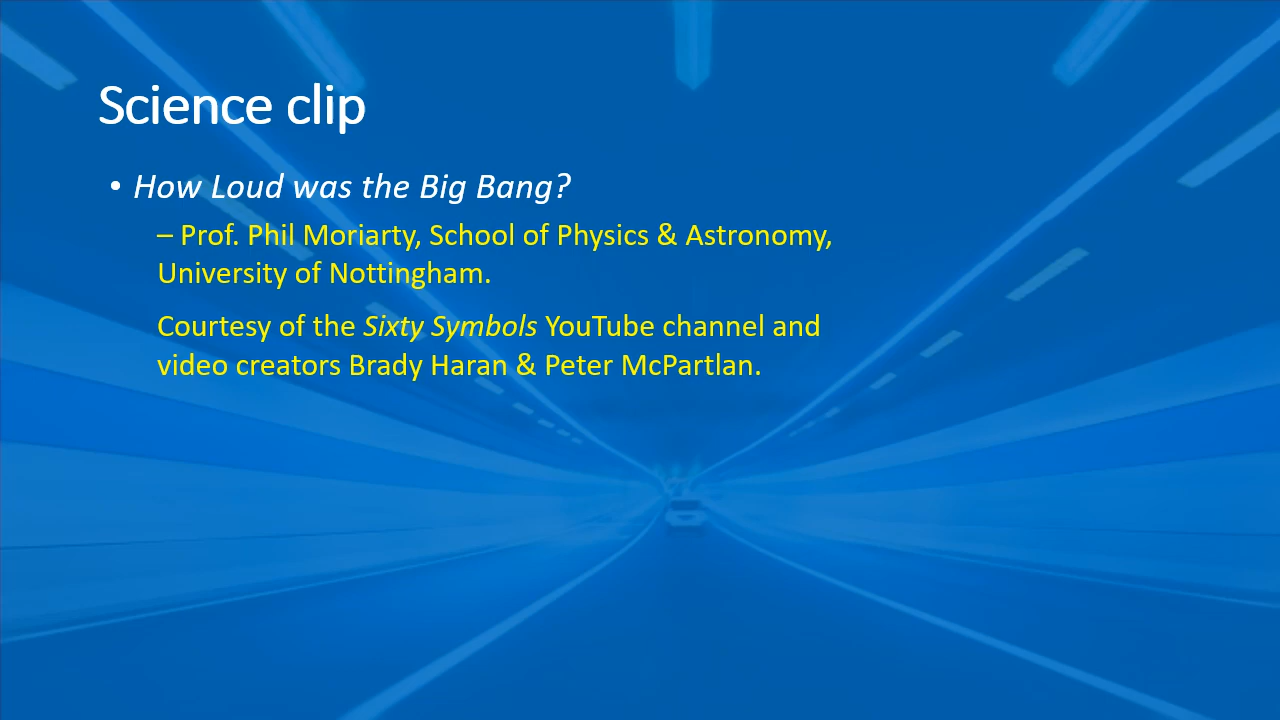 Science clip
• How Loud was the Big Bang?
– Prof. Phil Moriarty, School of Physics & Astronomy,
University of Nottingham.
Courtesy of the Sixty Symbols YouTube channel and
video creators Brady Haran & Peter McPartlan.